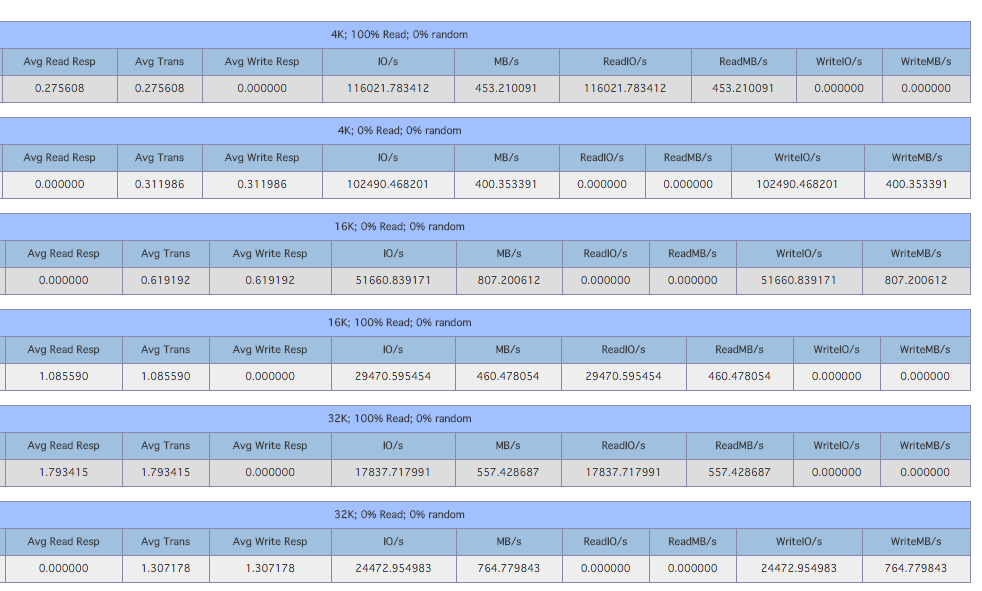 4K; 100% Read; 0% random
Avg Read Resp Avg Trans Avg Write Resp IO/s MB/s ReadIO/s ReadMB/s WriteIO/s WriteMB/s
0.275608 0.275608 0.000000 116021.783412 453.210091 116021.783412 453.210091 0.000000 0.000000
4K; 0% Read; 0% random
Avg Read Resp Avg Trans Avg Write Resp IO/s MB/s ReadIO/s ReadMB/s WriteIO/s WriteMB/s
0.000000 0.311986 0.311986 102490.468201 400.353391 0.000000 0.000000 102490.468201 400.353391
16K; 0% Read; 0% random
Avg Read Resp Avg Trans Avg Write Resp IO/s MB/s ReadIO/s ReadMB/s WriteIO/s WriteMB/s
0.000000 0.619192 0.619192 51660.839171 807.200612 0.000000 0.000000 51660.839171 807.200612
16K; 100% Read; 0% random
Avg Read Resp Avg Trans Avg Write Resp IO/s MB/s ReadIO/s ReadMB/s WriteIO/s WriteMB/s
1.085590 1.085590 0.000000 29470.595454 460.478054 29470.595454 460.478054 0.000000 0.000000
32K; 100% Read; 0% random
Avg Read Resp Avg Trans Avg Write Resp IO/s MB/s ReadIO/s ReadMB/s WriteIO/s WriteMB/s
1.793415 1.793415 0.000000 17837.717991 557.428687 17837.717991 557.428687 0.000000 0.000000
32K; 0% Read; 0% random
Avg Read Resp Avg Trans Avg Write Resp IO/s MB/s ReadIO/s ReadMB/s WriteIO/s WriteMB/s
0.000000 1.307178 1.307178 24472.954983 764.779843 0.000000 0.000000 24472.954983 764.779843